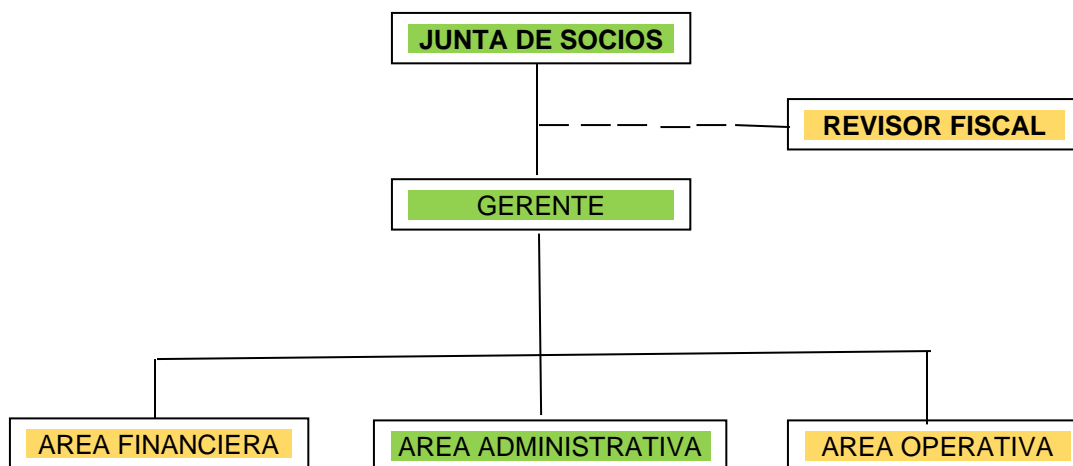 JUNTA DE SOCIOS
REVISOR FISCAL
GERENTE
AREA FINANCIERA
AREA ADMINISTRATIVA
AREA OPERATIVA